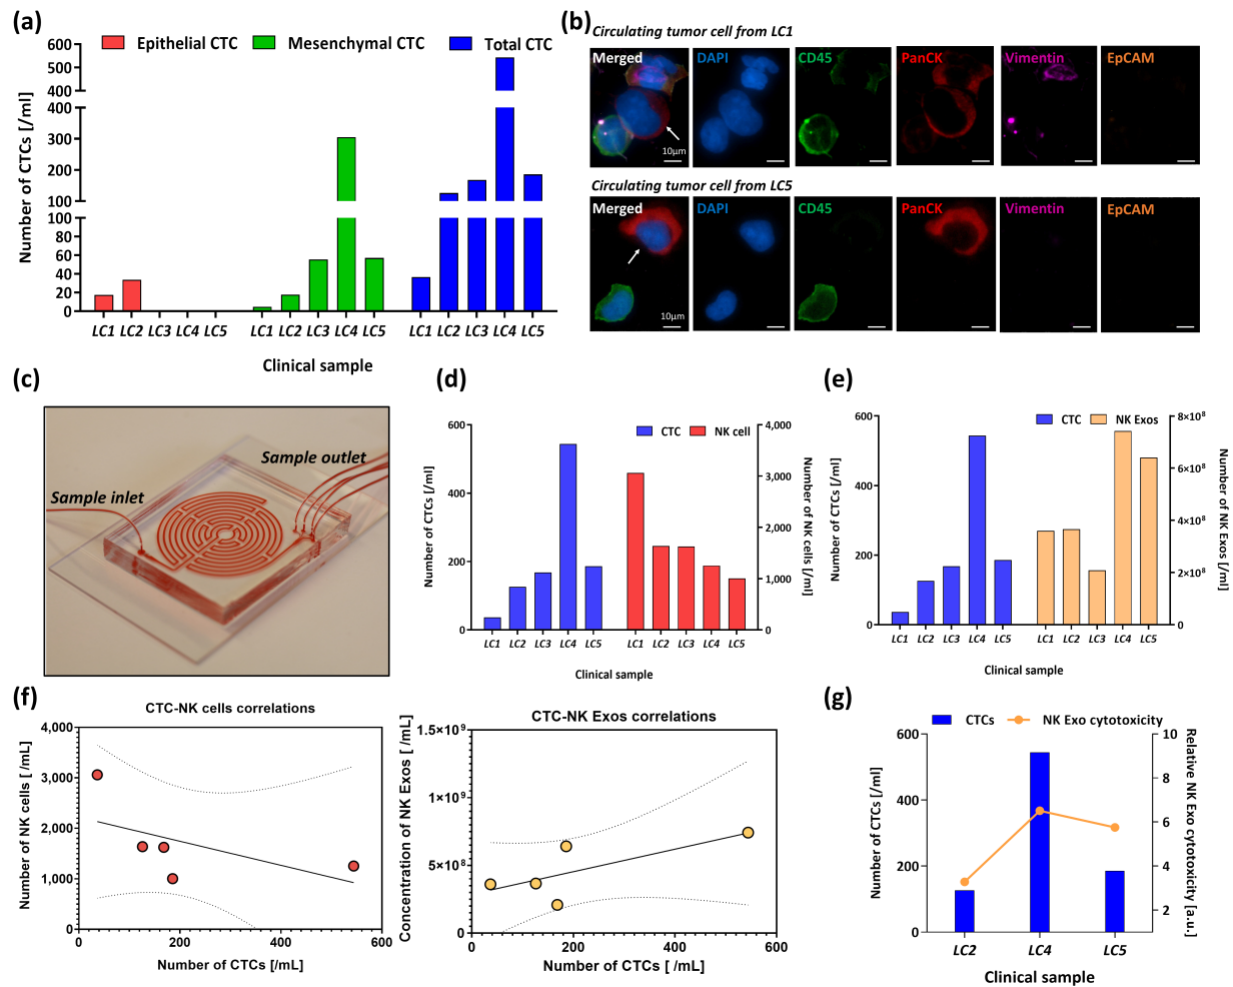 (a)
Epithelial CTC
Mesenchymal CTC
Total CTC
Number of CTCs [/ml]
600
500
400
400
300
200
100
100
80
60
40
20
0
LC1 LC2 LC3 LC4 LC5 LC1 LC2 LC3 LC4 LC5 LC1 LC2 LC3 LC4 LC5
Clinical sample
(b)
Circulating tumor cell from LC1
Merged DAPI CD45 PanCK Vimentin EpCAM
10μm
Circulating tumor cell from LC5
Merged DAPI CD45 PanCK Vimentin EpCAM
10μm
(c)
Sample inlet
Sample outlet
(d)
CTC NK cell
Number of CTCs [/ml]
600
400
200
0
4,000
3,000
2,000
1,000
0
Number of NK cells [/ml]
LC1 LC2 LC3 LC4 LC5 LC1 LC2 LC3 LC4 LC5
Clinical sample
(e)
CTC NK Exos
Number of CTCs [/ml]
600
400
200
0
8×10⁸
6×10⁸
4×10⁸
2×10⁸
0
Number of NK Exos [/ml]
LC1 LC2 LC3 LC4 LC5 LC1 LC2 LC3 LC4 LC5
Clinical sample
(f)
CTC-NK cells correlations
Number of NK cells [ /mL]
4,000
3,000
2,000
1,000
0
0 200 400 600
Number of CTCs [/mL]
CTC-NK Exos correlations
Concentration of NK Exos [ /mL]
1.5×10⁹
1×10⁹
5×10⁸
0
0 200 400 600
Number of CTCs [ /mL]
(g)
CTCs NK Exo cytotoxicity
Number of CTCs [/ml]
600
400
200
0
10
8
6
4
2
Relative NK Exo cytotoxicity [a.u.]
LC2 LC4 LC5
Clinical sample